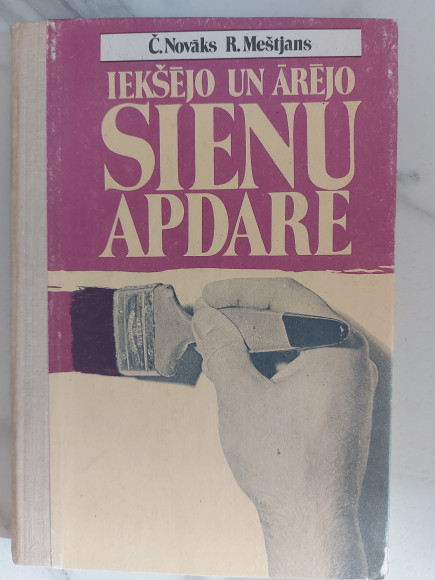 Č.Novāks R.Meštjans
IEKŠĒJO UN ĀRĒJO
SIENU
APDARE